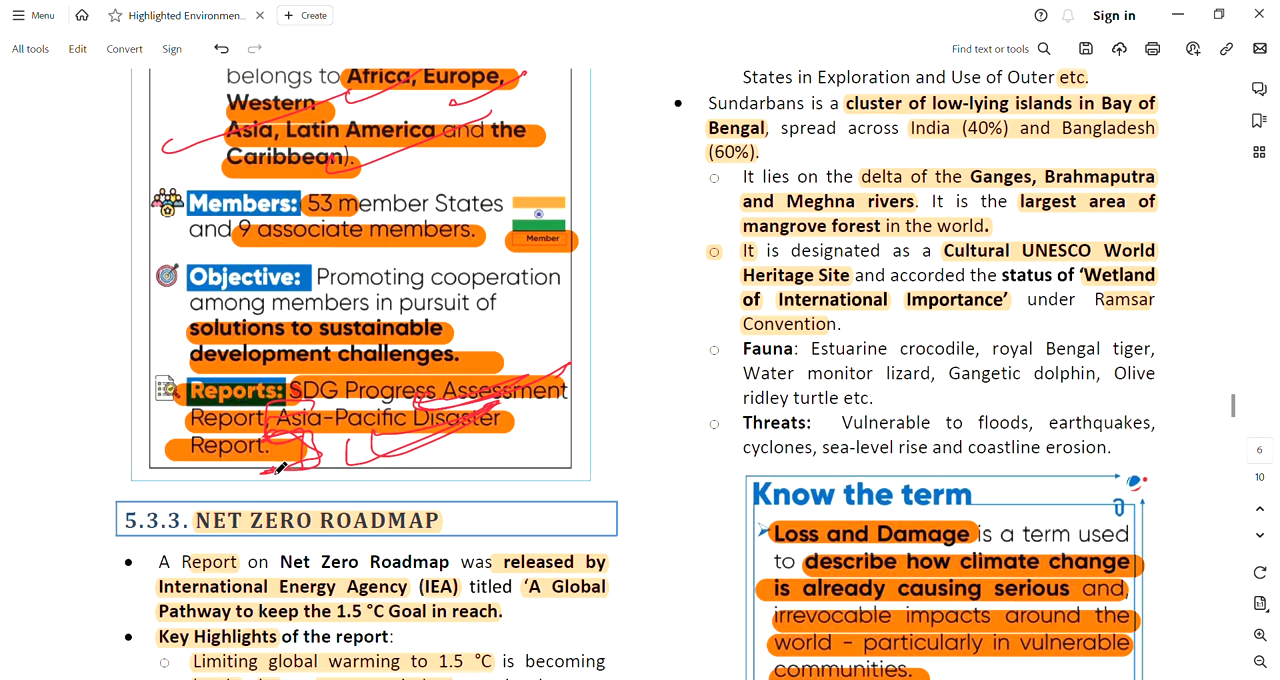 Menu
Highlighted Environmen...
Create
Sign in
All tools
Edit
Convert
Sign
Find text or tools
belongs to Africa, Europe,
Western
Asia, Latin America and the
Caribbean).
Members: 53 member States
and 9 associate members.
Member
Objective: Promoting cooperation
among members in pursuit of
solutions to sustainable
development challenges.
Reports: SDG Progress Assessment
Report, Asia-Pacific Disaster
Report.
5.3.3. NET ZERO ROADMAP
• A Report on Net Zero Roadmap was released by
International Energy Agency (IEA) titled ‘A Global
Pathway to keep the 1.5 °C Goal in reach.
• Key Highlights of the report:
○ Limiting global warming to 1.5 °C is becoming
States in Exploration and Use of Outer etc.
• Sundarbans is a cluster of low-lying islands in Bay of
Bengal, spread across India (40%) and Bangladesh
(60%).
○ It lies on the delta of the Ganges, Brahmaputra
and Meghna rivers. It is the largest area of
mangrove forest in the world.
○ It is designated as a Cultural UNESCO World
Heritage Site and accorded the status of ‘Wetland
of International Importance’ under Ramsar
Convention.
○ Fauna: Estuarine crocodile, royal Bengal tiger,
Water monitor lizard, Gangetic dolphin, Olive
ridley turtle etc.
○ Threats: Vulnerable to floods, earthquakes,
cyclones, sea-level rise and coastline erosion.
Know the term
Loss and Damage is a term used
to describe how climate change
is already causing serious and,
irrevocable impacts around the
world – particularly in vulnerable
communities.
6
10